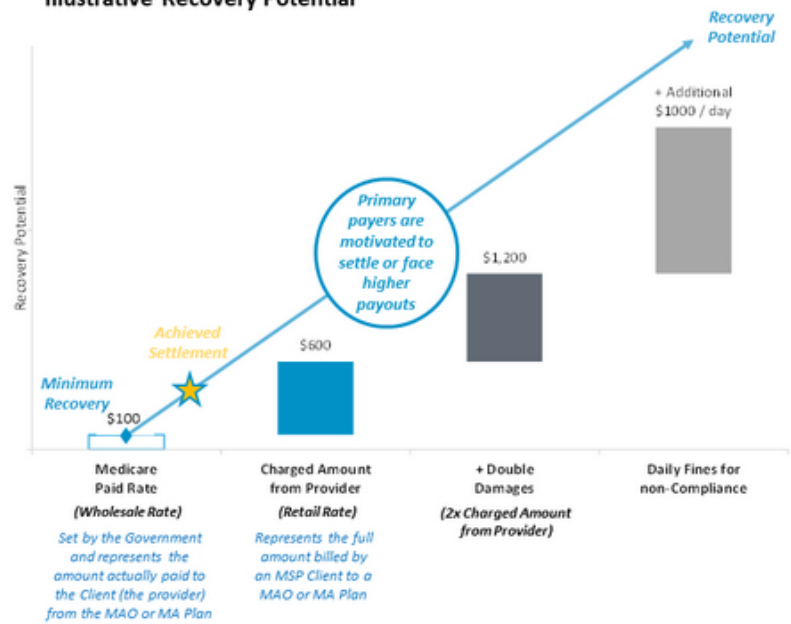 Illustrative Recovery Potential
Recovery
Potential
+ Additional
$1000 / day
Primary
payers are
motivated to
settle or face
higher
payouts
$1,200
Recovery Potential
Achieved
Settlement
$600
Minimum
Recovery
$100
Medicare
Paid Rate
(Wholesale Rate)
Set by the Government
and represents the
amount actually paid to
the Client (the provider)
from the MAO or MA Plan
Charged Amount
from Provider
(Retail Rate)
Represents the full
amount billed by
an MSP Client to a
MAO or MA Plan
+ Double
Damages
(2x Charged Amount
from Provider)
Daily Fines for
non-Compliance